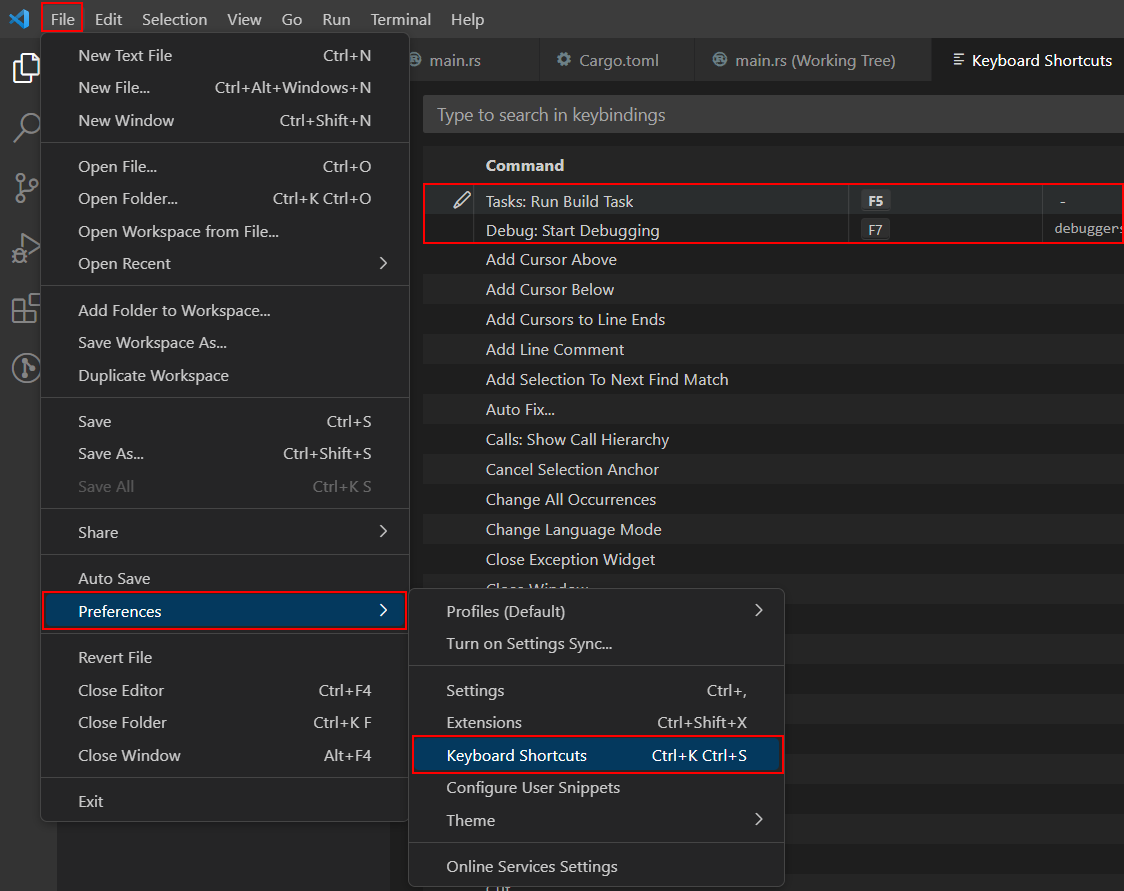 File Edit Selection View Go Run Terminal Help
main.rs Cargo.toml main.rs (Working Tree) Keyboard Shortcuts
New Text File Ctrl+N
New File... Ctrl+Alt+Windows+N
New Window Ctrl+Shift+N
Open File... Ctrl+O
Open Folder... Ctrl+K Ctrl+O
Open Workspace from File...
Open Recent
Add Folder to Workspace...
Save Workspace As...
Duplicate Workspace
Save Ctrl+S
Save As... Ctrl+Shift+S
Save All Ctrl+K S
Share
Auto Save
Preferences
Revert File
Close Editor Ctrl+F4
Close Folder Ctrl+K F
Close Window Alt+F4
Exit
Type to search in keybindings
Command
Tasks: Run Build Task F5 -
Debug: Start Debugging F7 debuggers
Add Cursor Above
Add Cursor Below
Add Cursors to Line Ends
Add Line Comment
Add Selection To Next Find Match
Auto Fix...
Calls: Show Call Hierarchy
Cancel Selection Anchor
Change All Occurrences
Change Language Mode
Close Exception Widget
Close Window
Profiles (Default)
Turn on Settings Sync...
Settings Ctrl+,
Extensions Ctrl+Shift+X
Keyboard Shortcuts Ctrl+K Ctrl+S
Configure User Snippets
Theme
Online Services Settings